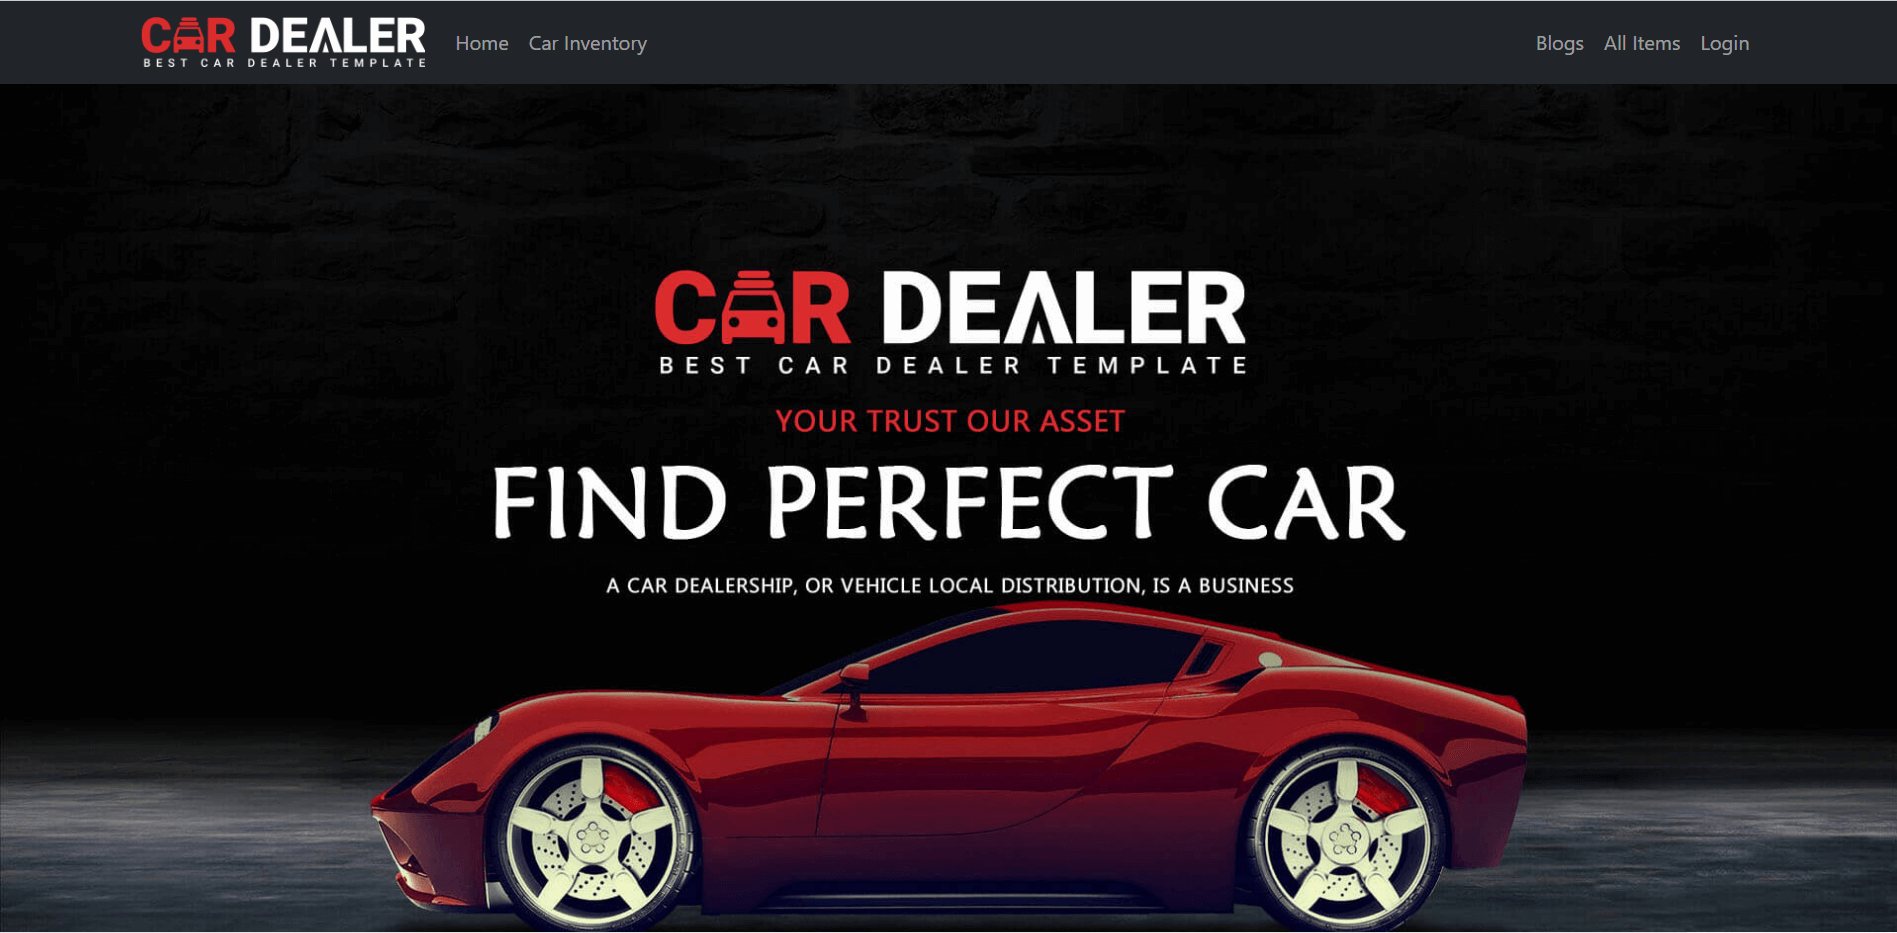 CAR DEALER
BEST CAR DEALER TEMPLATE
Home Car Inventory
Blogs All Items Login
CAR DEALER
BEST CAR DEALER TEMPLATE
YOUR TRUST OUR ASSET
FIND PERFECT CAR
A CAR DEALERSHIP, OR VEHICLE LOCAL DISTRIBUTION, IS A BUSINESS